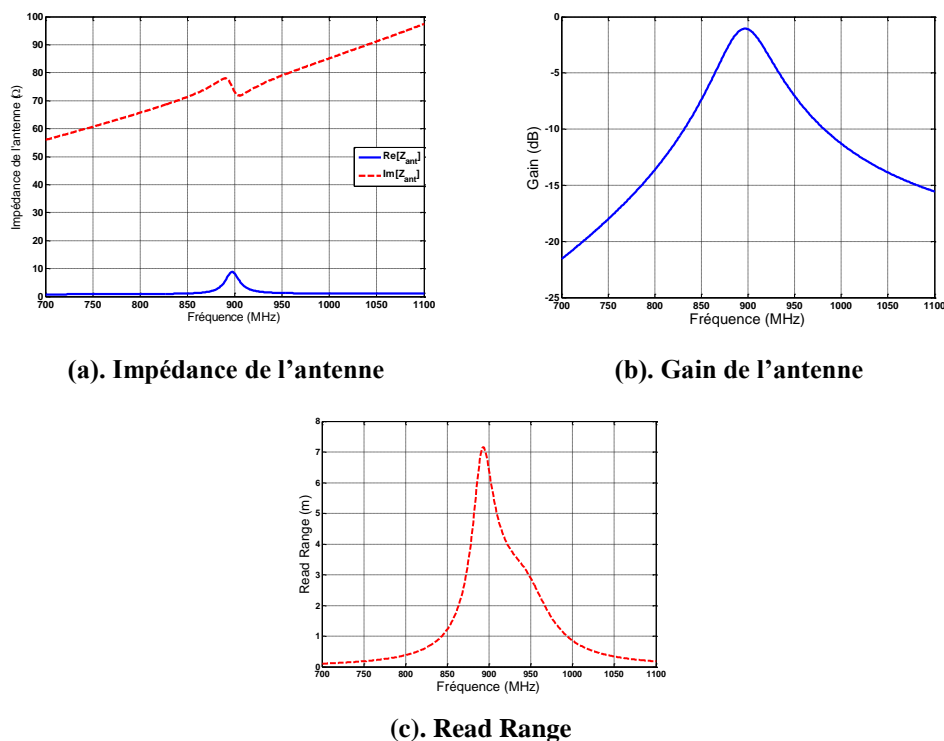 100
90
80
70
60
50
40
30
20
10
0
Impédance de l'antenne (Ω)
Re[Z_ant]
Im[Z_ant]
700 750 800 850 900 950 1000 1050 1100
Fréquence (MHz)
(a). Impédance de l'antenne
0
-5
-10
-15
-20
-25
Gain (dB)
700 750 800 850 900 950 1000 1050 1100
Fréquence (MHz)
(b). Gain de l'antenne
8
7
6
5
4
3
2
1
0
Read Range (m)
700 750 800 850 900 950 1000 1050 1100
Fréquence (MHz)
(c). Read Range